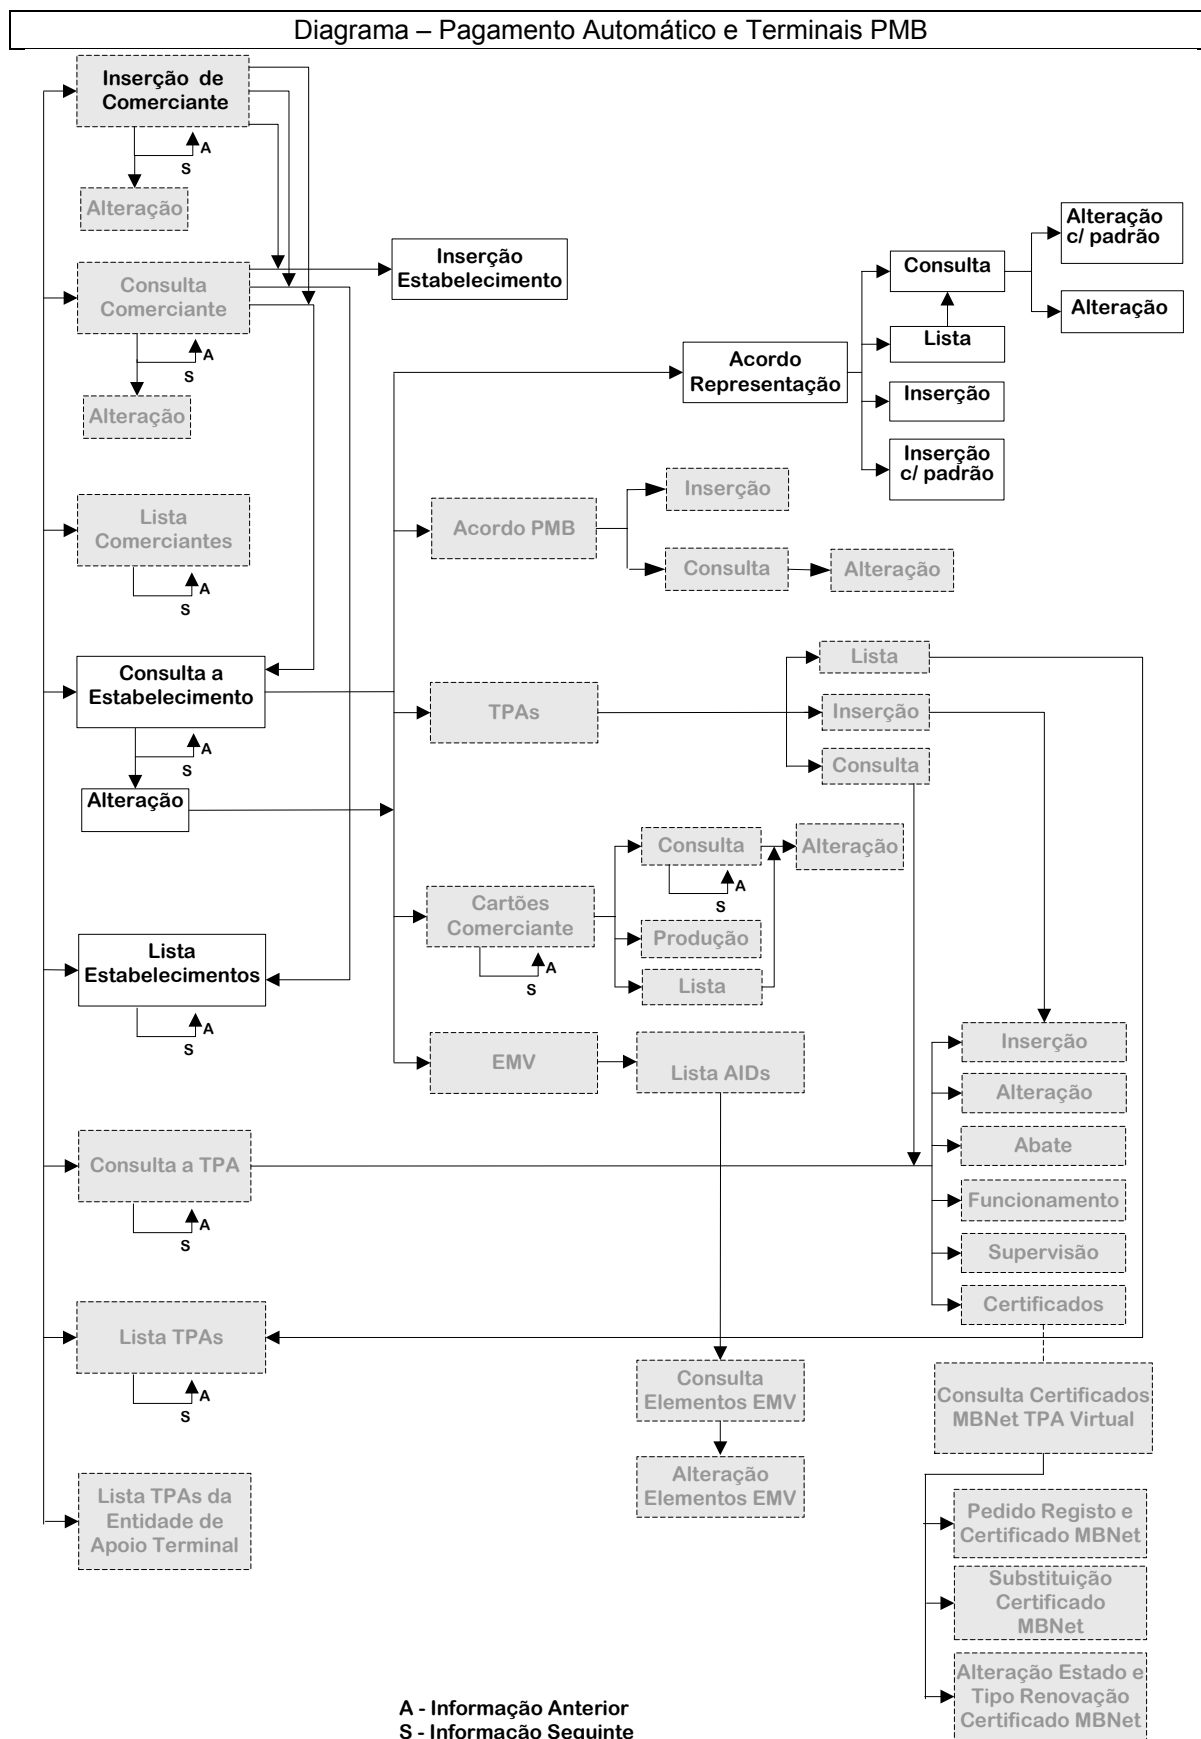 Diagrama – Pagamento Automático e Terminais PMB
Inserção de
Comerciante
A
S
Alteração
Consulta
Comerciante
A
S
Alteração
Inserção
Estabelecimento
Acordo
Representação
Consulta
Lista
Inserção
Inserção
c/ padrão
Alteração
c/ padrão
Alteração
Lista
Comerciantes
A
S
Acordo PMB
Inserção
Consulta
Alteração
Consulta a
Estabelecimento
A
S
Alteração
TPAs
Lista
Inserção
Consulta
Cartões
Comerciante
A
S
Consulta
A
S
Alteração
Produção
Lista
Lista
Estabelecimentos
A
S
EMV
Lista AIDs
Inserção
Alteração
Abate
Funcionamento
Supervisão
Certificados
Consulta a TPA
A
S
Lista TPAs
A
S
Consulta
Elementos EMV
Alteração
Elementos EMV
Consulta Certificados
MBNet TPA Virtual
Lista TPAs da
Entidade de
Apoio Terminal
Pedido Registo e
Certificado MBNet
Substituição
Certificado
MBNet
Alteração Estado e
Tipo Renovação
Certificado MBNet
A - Informação Anterior
S - Informação Seguinte